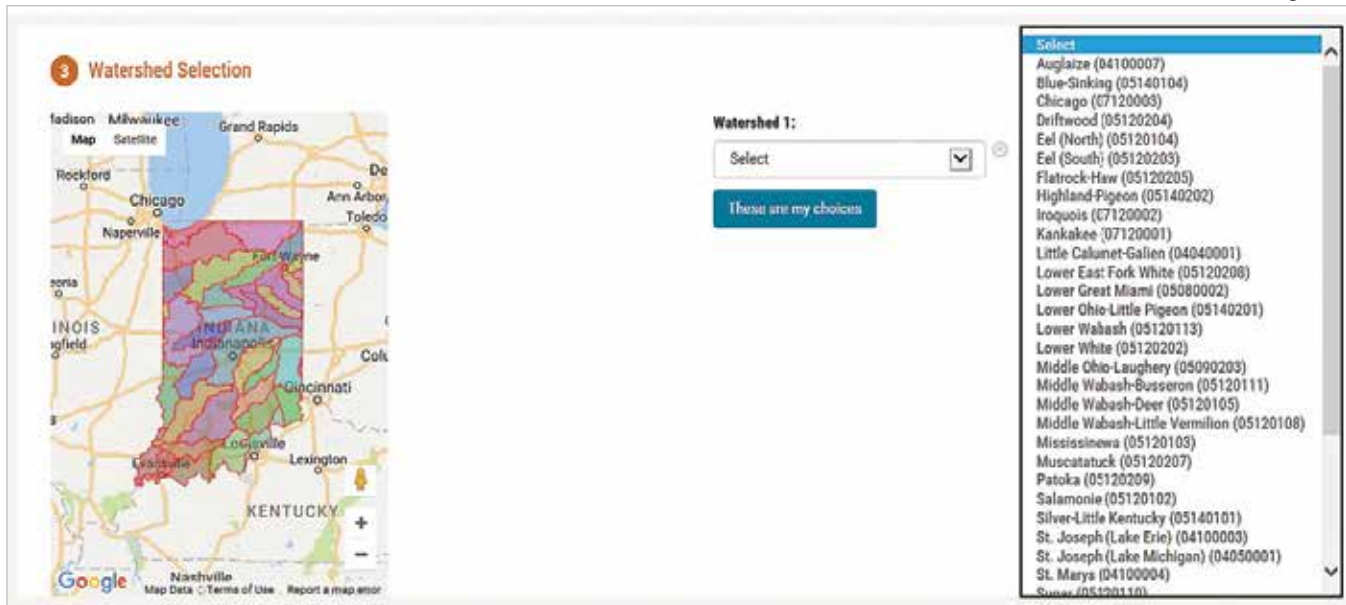 3 Watershed Selection
Madison Milwaukee
Grand Rapids
Map Satellite
Rockford
De
Ann Arbor
Chicago
Toledo
Naperville
Fort Wayne
eoria
INOIS
INDIANA
ngfield
Indianapolis
Colu
Cincinnati
Louisville
Evansville
Lexington
KENTUCKY
+
−
Nashville
Google
Map Data Terms of Use Report a map error
Watershed 1:
Select
These are my choices
Select
Auglaize (04100007)
Blue-Sinking (05140104)
Chicago (07120003)
Driftwood (05120204)
Eel (North) (05120104)
Eel (South) (05120203)
Flatrock-Haw (05120205)
Highland-Pigeon (05140202)
Iroquois (07120002)
Kankakee (07120001)
Little Calumet-Galien (04040001)
Lower East Fork White (05120208)
Lower Great Miami (05080002)
Lower Ohio-Little Pigeon (05140201)
Lower Wabash (05120113)
Lower White (05120202)
Middle Ohio-Laughery (05090203)
Middle Wabash-Busseron (05120111)
Middle Wabash-Deer (05120105)
Middle Wabash-Little Vermilion (05120108)
Mississinewa (05120103)
Muscatatuck (05120207)
Patoka (05120209)
Salamonie (05120102)
Silver-Little Kentucky (05140101)
St. Joseph (Lake Erie) (04100003)
St. Joseph (Lake Michigan) (04050001)
St. Marys (04100004)
Sugar (05120110)